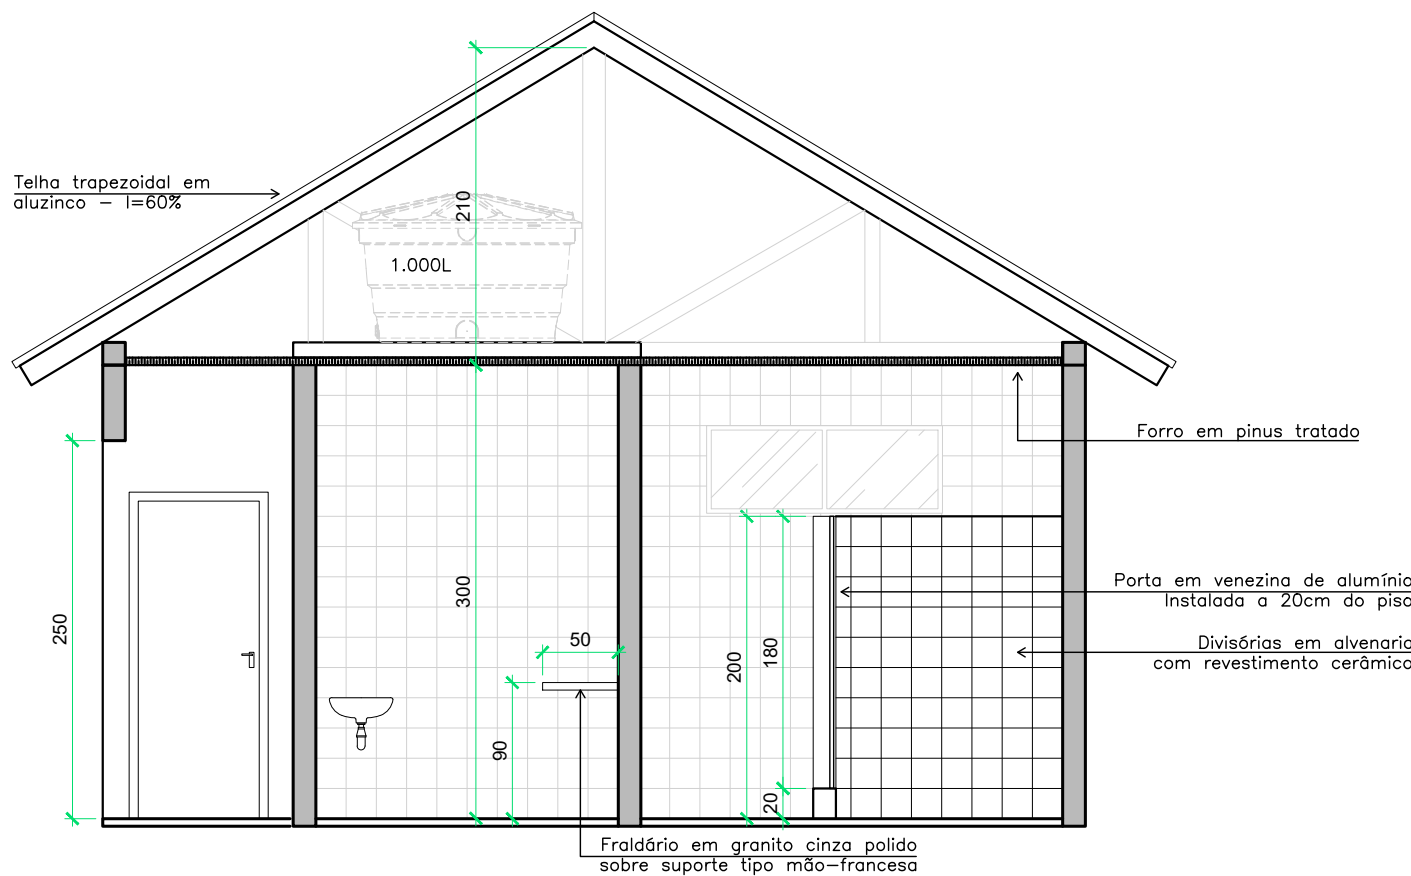 Telha trapezoidal em
aluzinco - I=60%
210
1.000L
Forro em pinus tratado
250
300
50
90
200
180
20
Porta em venezina de alumínio
Instalada a 20cm do piso
Divisórias em alvenaria
com revestimento cerâmico
Fraldário em granito cinza polido
sobre suporte tipo mão-francesa